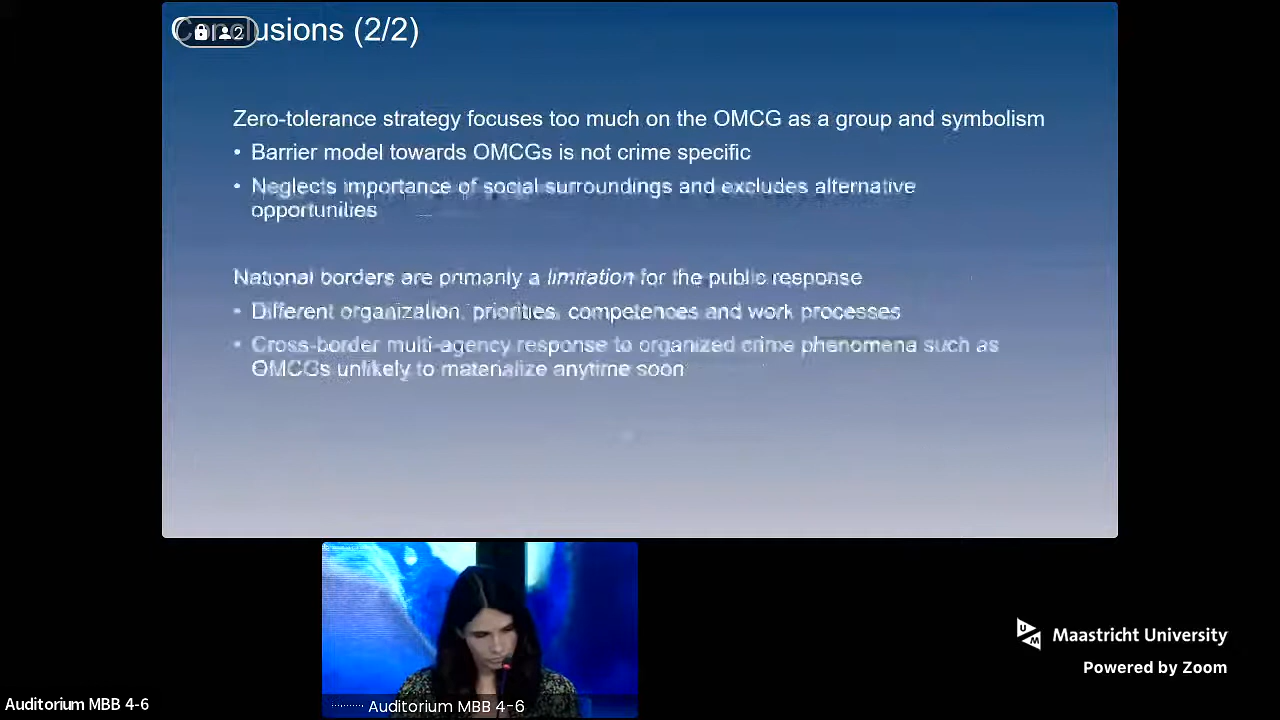 Conclusions (2/2)
2
Zero-tolerance strategy focuses too much on the OMCG as a group and symbolism
• Barrier model towards OMCGs is not crime specific
• Neglects importance of social surroundings and excludes alternative
opportunities
National borders are primarily a limitation for the public response
• Different organization, priorities, competences and work processes
• Cross-border multi-agency response to organized crime phenomena such as
OMCGs unlikely to materialize anytime soon
UM
Maastricht University
Powered by Zoom
Auditorium MBB 4-6
Auditorium MBB 4-6